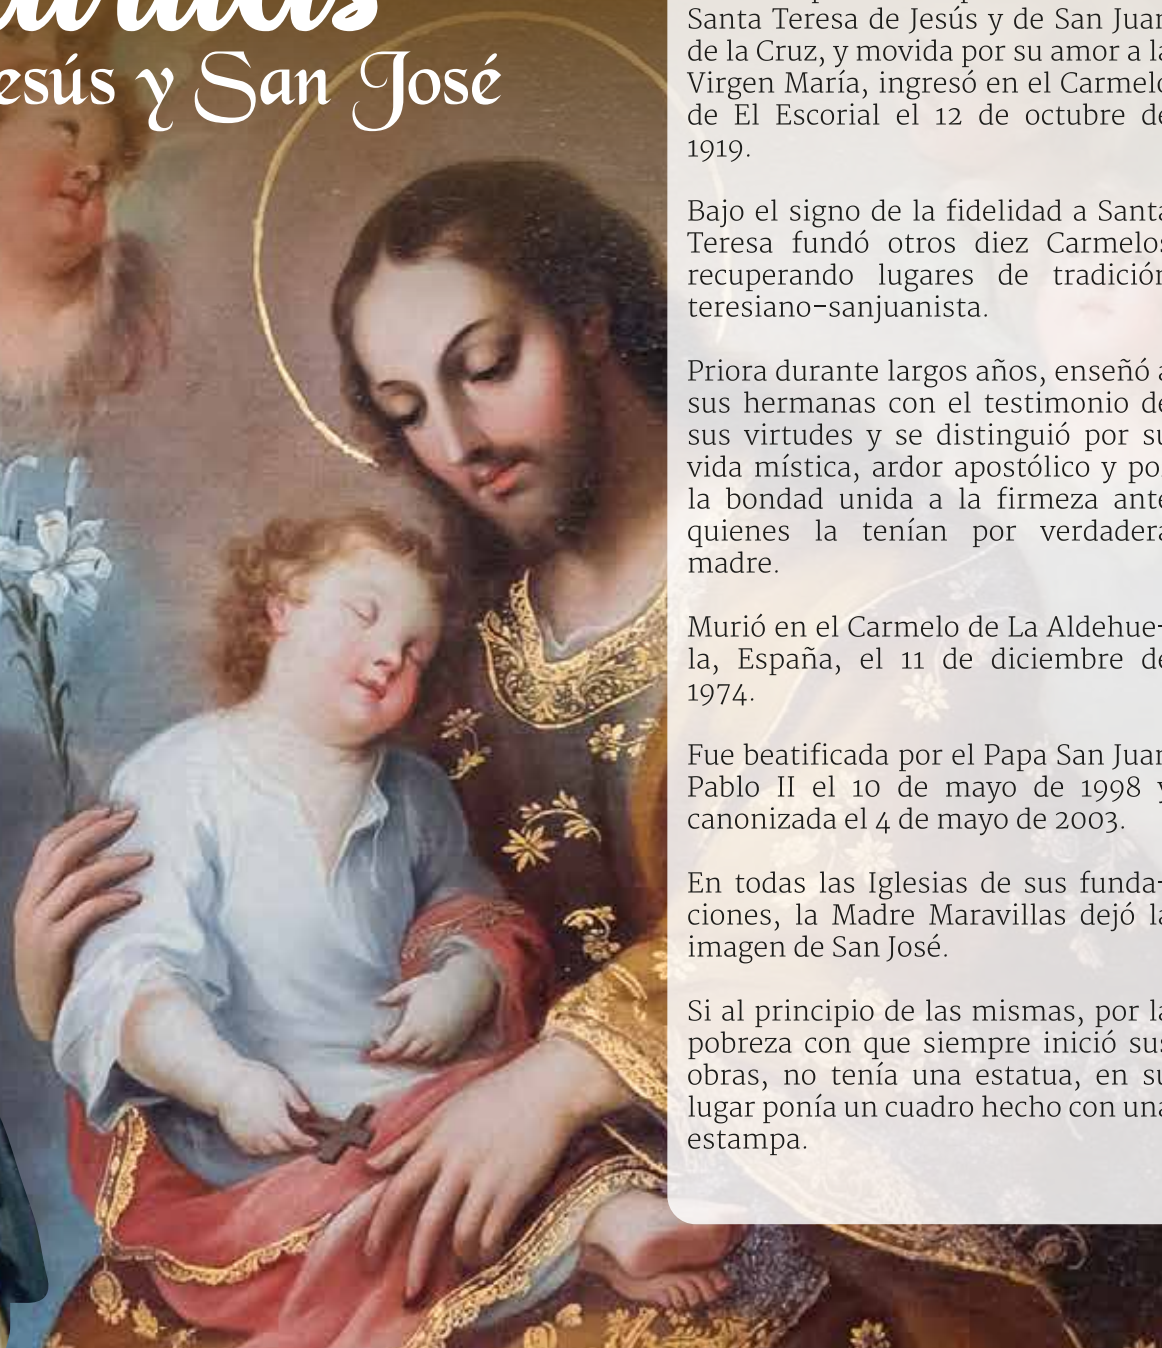 esús y San José
Santa Teresa de Jesús y de San Juan
de la Cruz, y movida por su amor a la
Virgen María, ingresó en el Carmelo
de El Escorial el 12 de octubre de
1919.
Bajo el signo de la fidelidad a Santa
Teresa fundó otros diez Carmelos
recuperando lugares de tradición
teresiano-sanjuanista.
Priora durante largos años, enseñó a
sus hermanas con el testimonio de
sus virtudes y se distinguió por su
vida mística, ardor apostólico y por
la bondad unida a la firmeza ante
quienes la tenían por verdadera
madre.
Murió en el Carmelo de La Aldehue-
la, España, el 11 de diciembre de
1974.
Fue beatificada por el Papa San Juan
Pablo II el 10 de mayo de 1998 y
canonizada el 4 de mayo de 2003.
En todas las Iglesias de sus funda-
ciones, la Madre Maravillas dejó la
imagen de San José.
Si al principio de las mismas, por la
pobreza con que siempre inició sus
obras, no tenía una estatua, en su
lugar ponía un cuadro hecho con una
estampa.